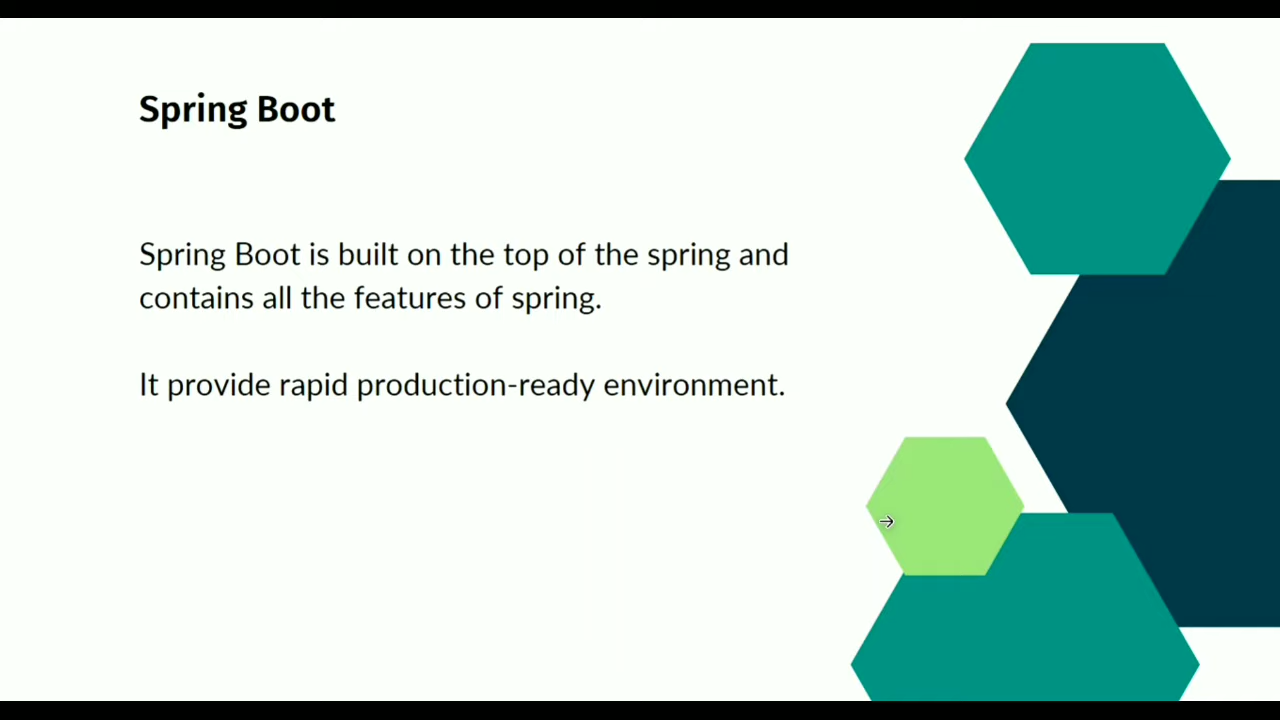 Spring Boot
Spring Boot is built on the top of the spring and
contains all the features of spring.
It provide rapid production-ready environment.